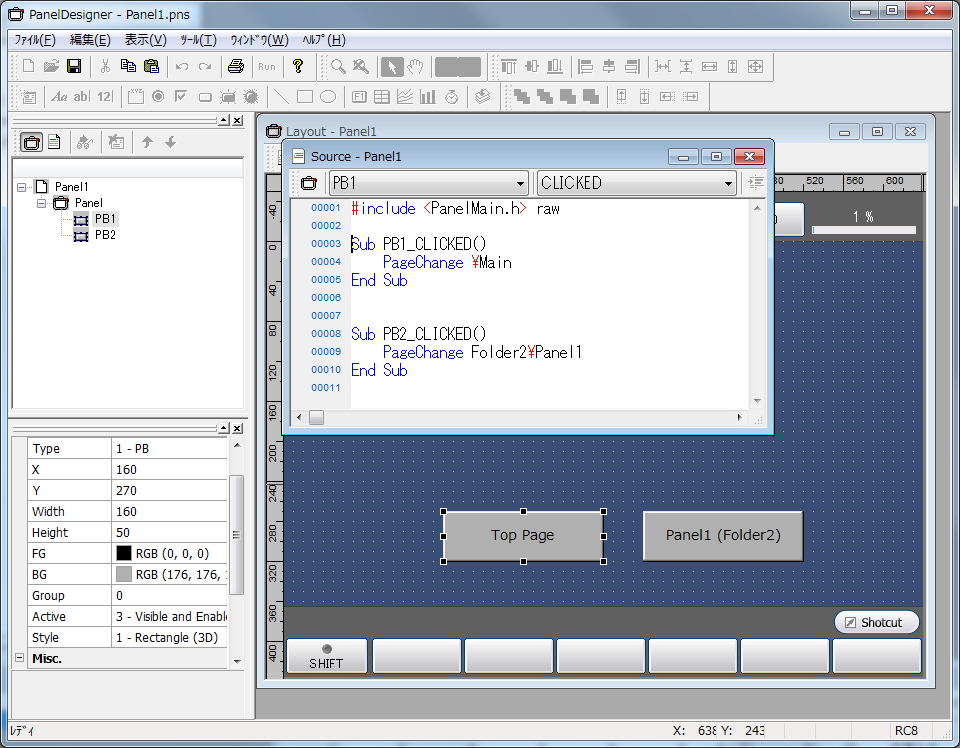 PanelDesigner - Panel1.pns
ﾌｧｲﾙ(F) 編集(E) 表示(V) ﾂｰﾙ(T) ｳｨﾝﾄﾞｳ(W) ﾍﾙﾌﾟ(H)
Run
Aa ab| 12|
Panel1
Panel
PB1
PB2
Layout - Panel1
Source - Panel1
PB1 CLICKED
00001 #include <PanelMain.h> raw
00002
00003 Sub PB1_CLICKED()
00004 PageChange ¥Main
00005 End Sub
00006
00007
00008 Sub PB2_CLICKED()
00009 PageChange Folder2¥Panel1
00010 End Sub
00011
520 560 600
1 %
-40
0
40
80
120
160
200
240
280
320
360
400
Type 1 - PB
X 160
Y 270
Width 160
Height 50
FG RGB (0, 0, 0)
BG RGB (176, 176,
Group 0
Active 3 - Visible and Enabl
Style 1 - Rectangle (3D)
Misc.
Top Page
Panel1 (Folder2)
Shotcut
SHIFT
ﾚﾃﾞｨ
X: 638 Y: 243
RC8